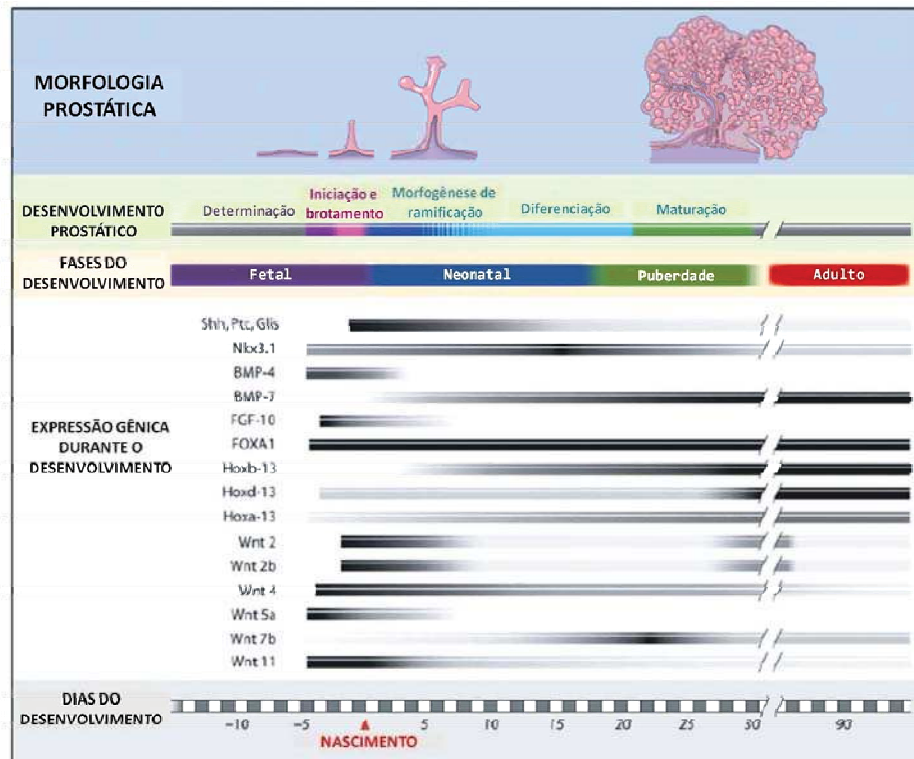 MORFOLOGIA
PROSTÁTICA
DESENVOLVIMENTO
PROSTÁTICO
Determinação
Iniciação e
brotamento
Morfogênese de
ramificação
Diferenciação
Maturação
FASES DO
DESENVOLVIMENTO
Fetal
Neonatal
Puberdade
Adulto
EXPRESSÃO GÊNICA
DURANTE O
DESENVOLVIMENTO
Shh, Ptc, Glis
Nkx3.1
BMP-4
BMP-7
FGF-10
FOXA1
Hoxb-13
Hoxd-13
Hoxa-13
Wnt 2
Wnt 2b
Wnt 4
Wnt 5a
Wnt 7b
Wnt 11
DIAS DO
DESENVOLVIMENTO
-10 -5 5 10 15 20 25 30 90
NASCIMENTO